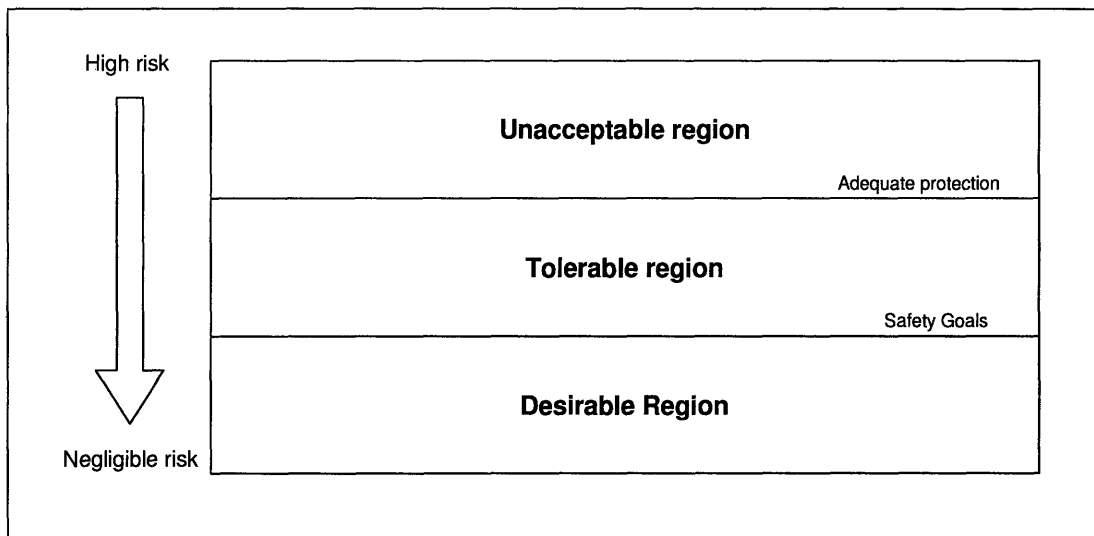 High risk
Unacceptable region
Adequate protection
Tolerable region
Safety Goals
Desirable Region
Negligible risk